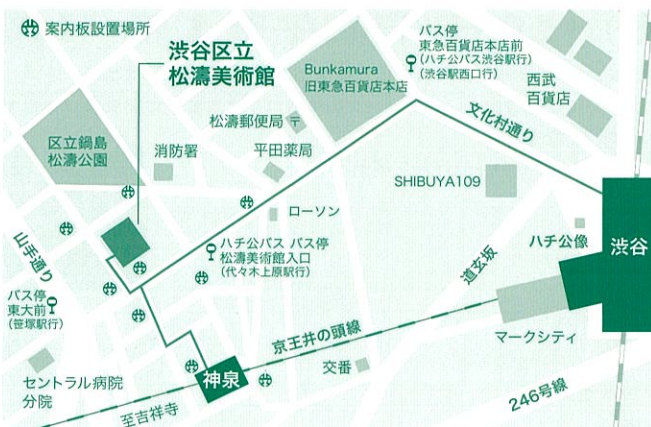 案内板設置場所
渋谷区立
松濤美術館
バス停
東急百貨店本店前
(ハチ公バス渋谷駅行)
(渋谷駅西口行)
Bunkamura
旧東急百貨店本店
西武
百貨店
文化村通り
松濤郵便局 〒
区立鍋島
松濤公園
消防署
平田薬局
SHIBUYA109
ローソン
ハチ公バス バス停
松濤美術館入口
(代々木上原駅行)
山手通り
バス停
東大前
(笹塚駅行)
道玄坂
ハチ公像
渋谷
マークシティ
京王井の頭線
神泉
交番
セントラル病院
分院
至吉祥寺
246号線